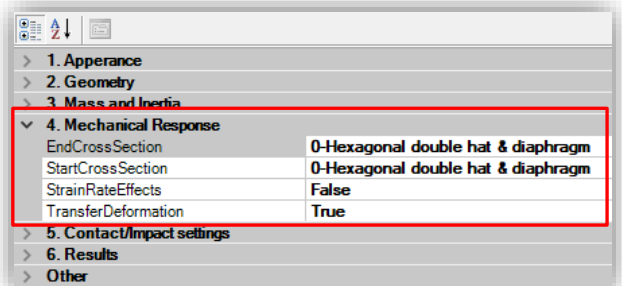 1. Apperance
2. Geometry
3. Mass and Inertia
4. Mechanical Response
EndCrossSection 0-Hexagonal double hat & diaphragm
StartCrossSection 0-Hexagonal double hat & diaphragm
StrainRateEffects False
TransferDeformation True
5. Contact/Impact settings
6. Results
Other